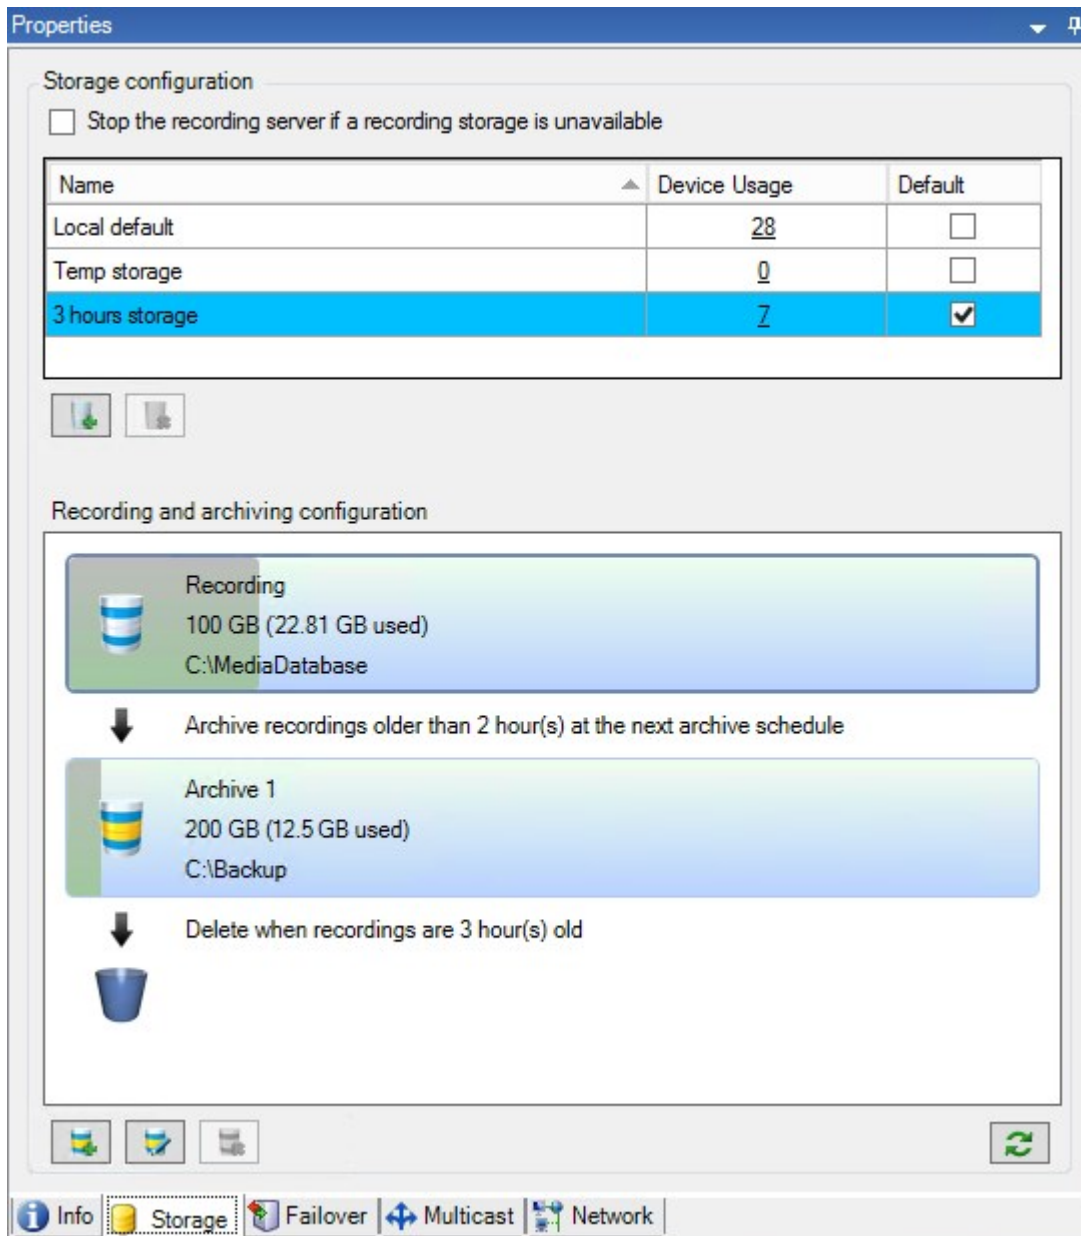 Properties
Storage configuration
Stop the recording server if a recording storage is unavailable
Name Device Usage Default
Local default 28
Temp storage 0
3 hours storage 7
Recording and archiving configuration
Recording
100 GB (22.81 GB used)
C:\MediaDatabase
Archive recordings older than 2 hour(s) at the next archive schedule
Archive 1
200 GB (12.5 GB used)
C:\Backup
Delete when recordings are 3 hour(s) old
Info Storage Failover Multicast Network